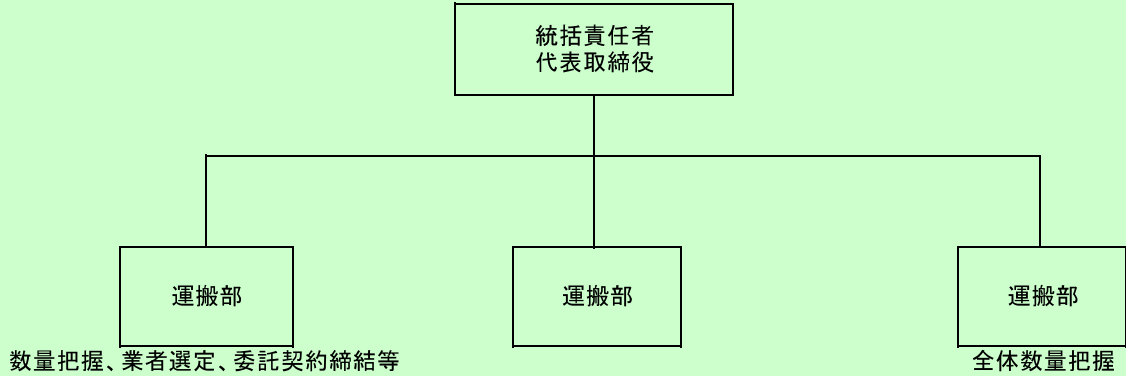 統括責任者
代表取締役
運搬部
運搬部
運搬部
数量把握、業者選定、委託契約締結等
全体数量把握